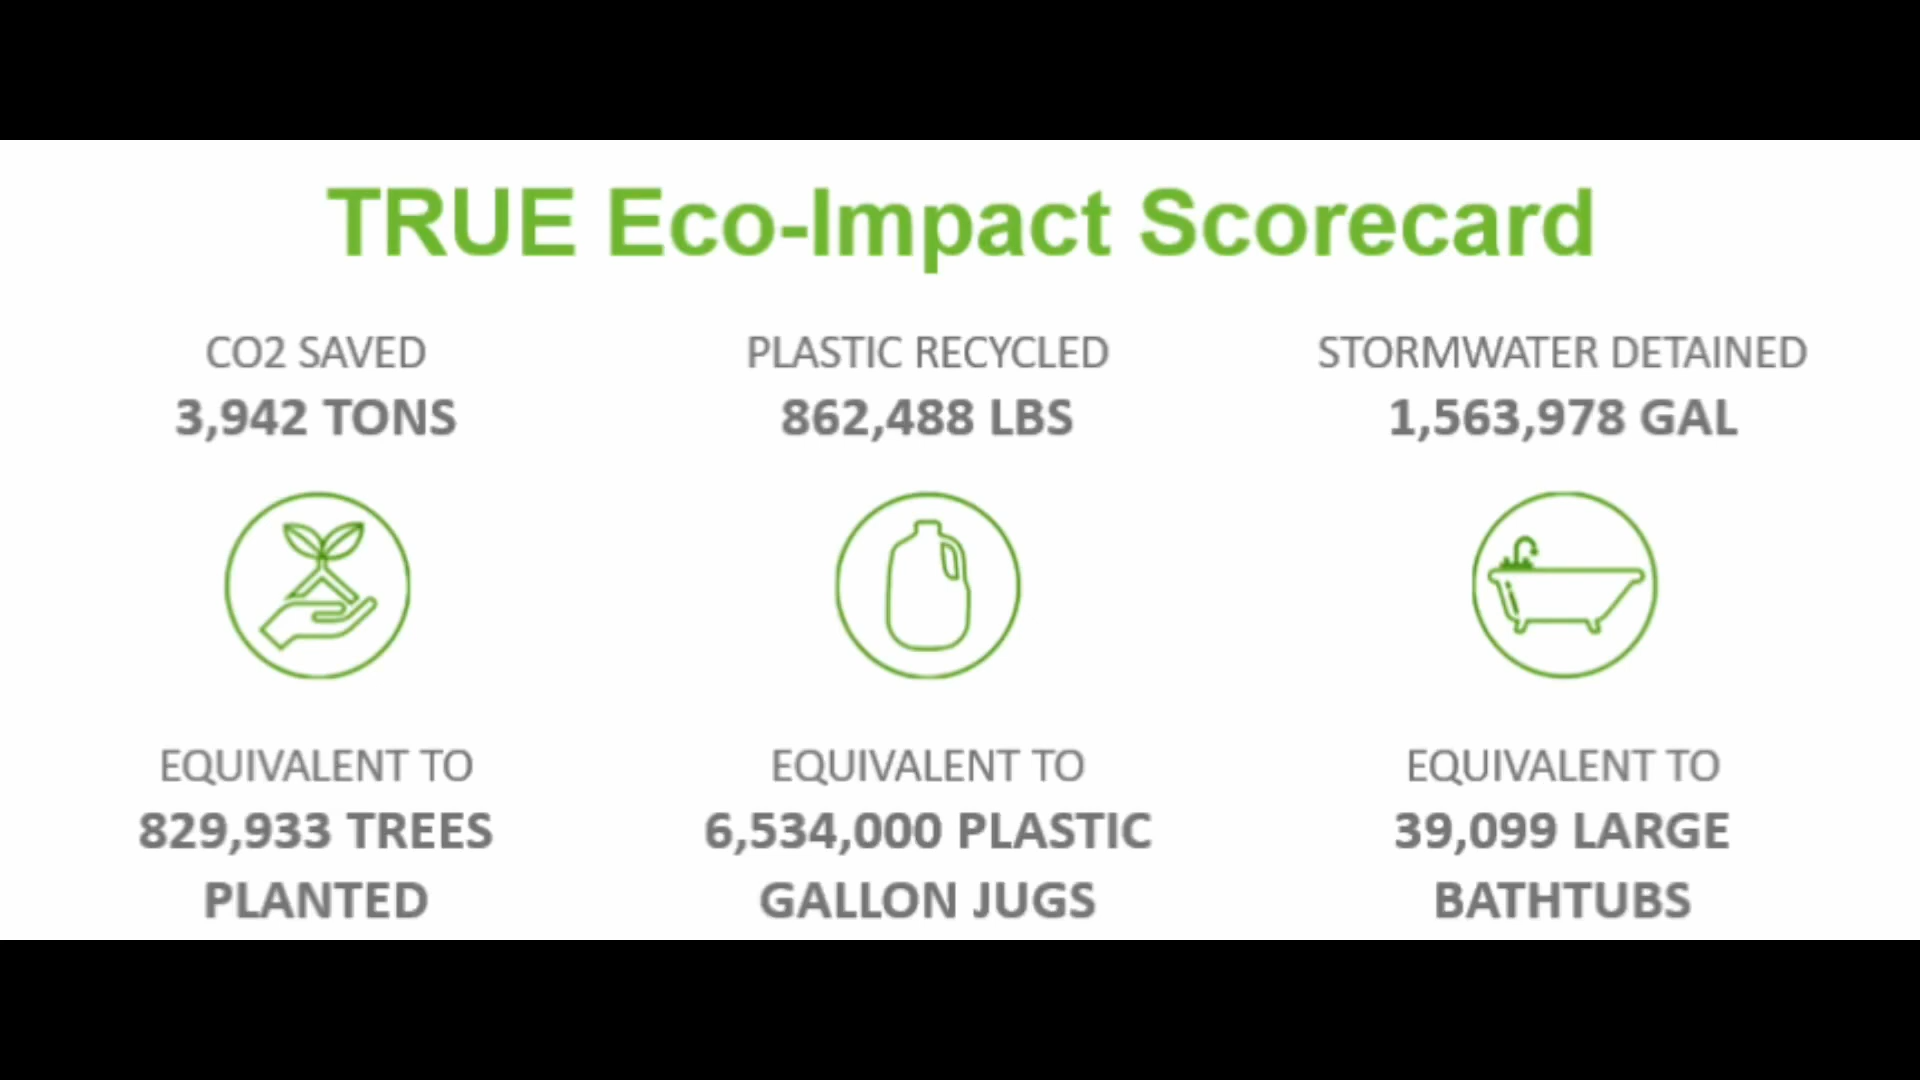 TRUE Eco-Impact Scorecard
CO2 SAVED
3,942 TONS
EQUIVALENT TO
829,933 TREES
PLANTED
PLASTIC RECYCLED
862,488 LBS
EQUIVALENT TO
6,534,000 PLASTIC
GALLON JUGS
STORMWATER DETAINED
1,563,978 GAL
EQUIVALENT TO
39,099 LARGE
BATHTUBS